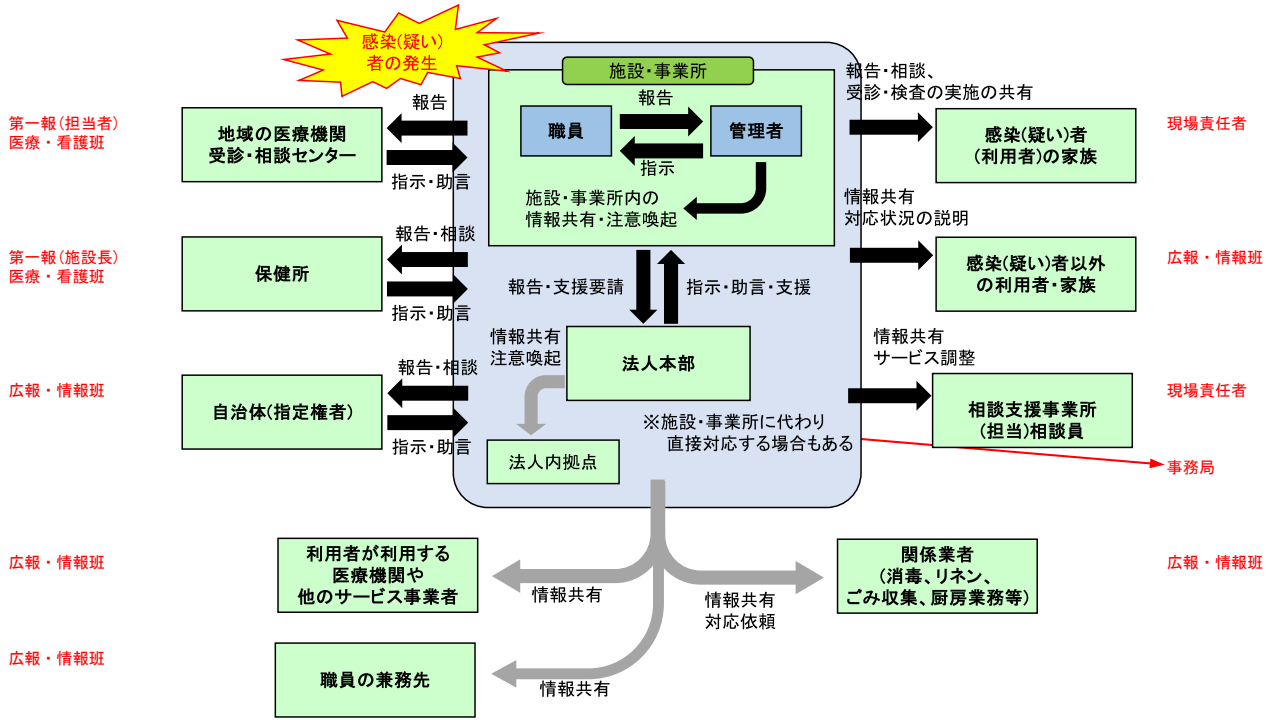 感染(疑い)
者の発生
施設・事業所
報告
職員
管理者
指示
施設・事業所内の
情報共有・注意喚起
第一報(担当者)
医療・看護班
地域の医療機関
受診・相談センター
報告
指示・助言
報告・相談、
受診・検査の実施の共有
感染(疑い)者
(利用者)の家族
現場責任者
第一報(施設長)
医療・看護班
保健所
報告・相談
指示・助言
情報共有
対応状況の説明
感染(疑い)者以外
の利用者・家族
広報・情報班
報告・支援要請
指示・助言・支援
法人本部
情報共有
注意喚起
※施設・事業所に代わり
直接対応する場合もある
法人内拠点
広報・情報班
自治体(指定権者)
報告・相談
指示・助言
情報共有
サービス調整
相談支援事業所
(担当)相談員
現場責任者
事務局
広報・情報班
利用者が利用する
医療機関や
他のサービス事業者
情報共有
情報共有
対応依頼
関係業者
(消毒、リネン、
ごみ収集、厨房業務等)
広報・情報班
広報・情報班
職員の兼務先
情報共有